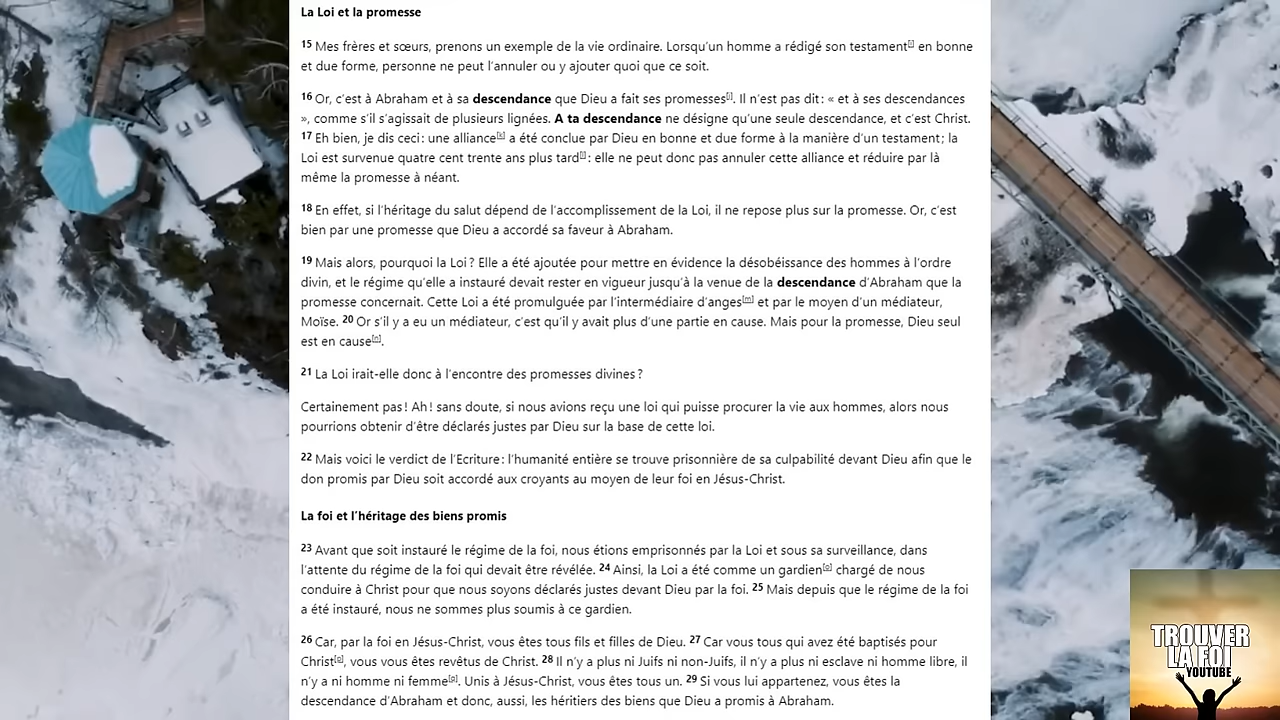 La Loi et la promesse
15 Mes frères et sœurs, prenons un exemple de la vie ordinaire. Lorsqu’un homme a rédigé son testament[i] en bonne
et due forme, personne ne peut l’annuler ou y ajouter quoi que ce soit.
16 Or, c’est à Abraham et à sa descendance que Dieu a fait ses promesses[j]. Il n’est pas dit : « et à ses descendances
», comme s’il s’agissait de plusieurs lignées. A ta descendance ne désigne qu’une seule descendance, et c’est Christ.
17 Eh bien, je dis ceci : une alliance[k] a été conclue par Dieu en bonne et due forme à la manière d’un testament ; la
Loi est survenue quatre cent trente ans plus tard[l] : elle ne peut donc pas annuler cette alliance et réduire par là
même la promesse à néant.
18 En effet, si l’héritage du salut dépend de l’accomplissement de la Loi, il ne repose plus sur la promesse. Or, c’est
bien par une promesse que Dieu a accordé sa faveur à Abraham.
19 Mais alors, pourquoi la Loi ? Elle a été ajoutée pour mettre en évidence la désobéissance des hommes à l’ordre
divin, et le régime qu’elle a instauré devait rester en vigueur jusqu’à la venue de la descendance d’Abraham que la
promesse concernait. Cette Loi a été promulguée par l’intermédiaire d’anges[m] et par le moyen d’un médiateur,
Moïse. 20 Or s’il y a eu un médiateur, c’est qu’il y avait plus d’une partie en cause. Mais pour la promesse, Dieu seul
est en cause[n].
21 La Loi irait-elle donc à l’encontre des promesses divines ?
Certainement pas ! Ah ! sans doute, si nous avions reçu une loi qui puisse procurer la vie aux hommes, alors nous
pourrions obtenir d’être déclarés justes par Dieu sur la base de cette loi.
22 Mais voici le verdict de l’Ecriture : l’humanité entière se trouve prisonnière de sa culpabilité devant Dieu afin que le
don promis par Dieu soit accordé aux croyants au moyen de leur foi en Jésus-Christ.
La foi et l’héritage des biens promis
23 Avant que soit instauré le régime de la foi, nous étions emprisonnés par la Loi et sous sa surveillance, dans
l’attente du régime de la foi qui devait être révélée. 24 Ainsi, la Loi a été comme un gardien[o] chargé de nous
conduire à Christ pour que nous soyons déclarés justes devant Dieu par la foi. 25 Mais depuis que le régime de la foi
a été instauré, nous ne sommes plus soumis à ce gardien.
26 Car, par la foi en Jésus-Christ, vous êtes tous fils et filles de Dieu. 27 Car vous tous qui avez été baptisés pour
Christ[p], vous vous êtes revêtus de Christ. 28 Il n’y a plus ni Juifs ni non-Juifs, il n’y a plus ni esclave ni homme libre, il
n’y a ni homme ni femme[q]. Unis à Jésus-Christ, vous êtes tous un. 29 Si vous lui appartenez, vous êtes la
descendance d’Abraham et donc, aussi, les héritiers des biens que Dieu a promis à Abraham.
TROUVER
LA FOI
YOUTUBE